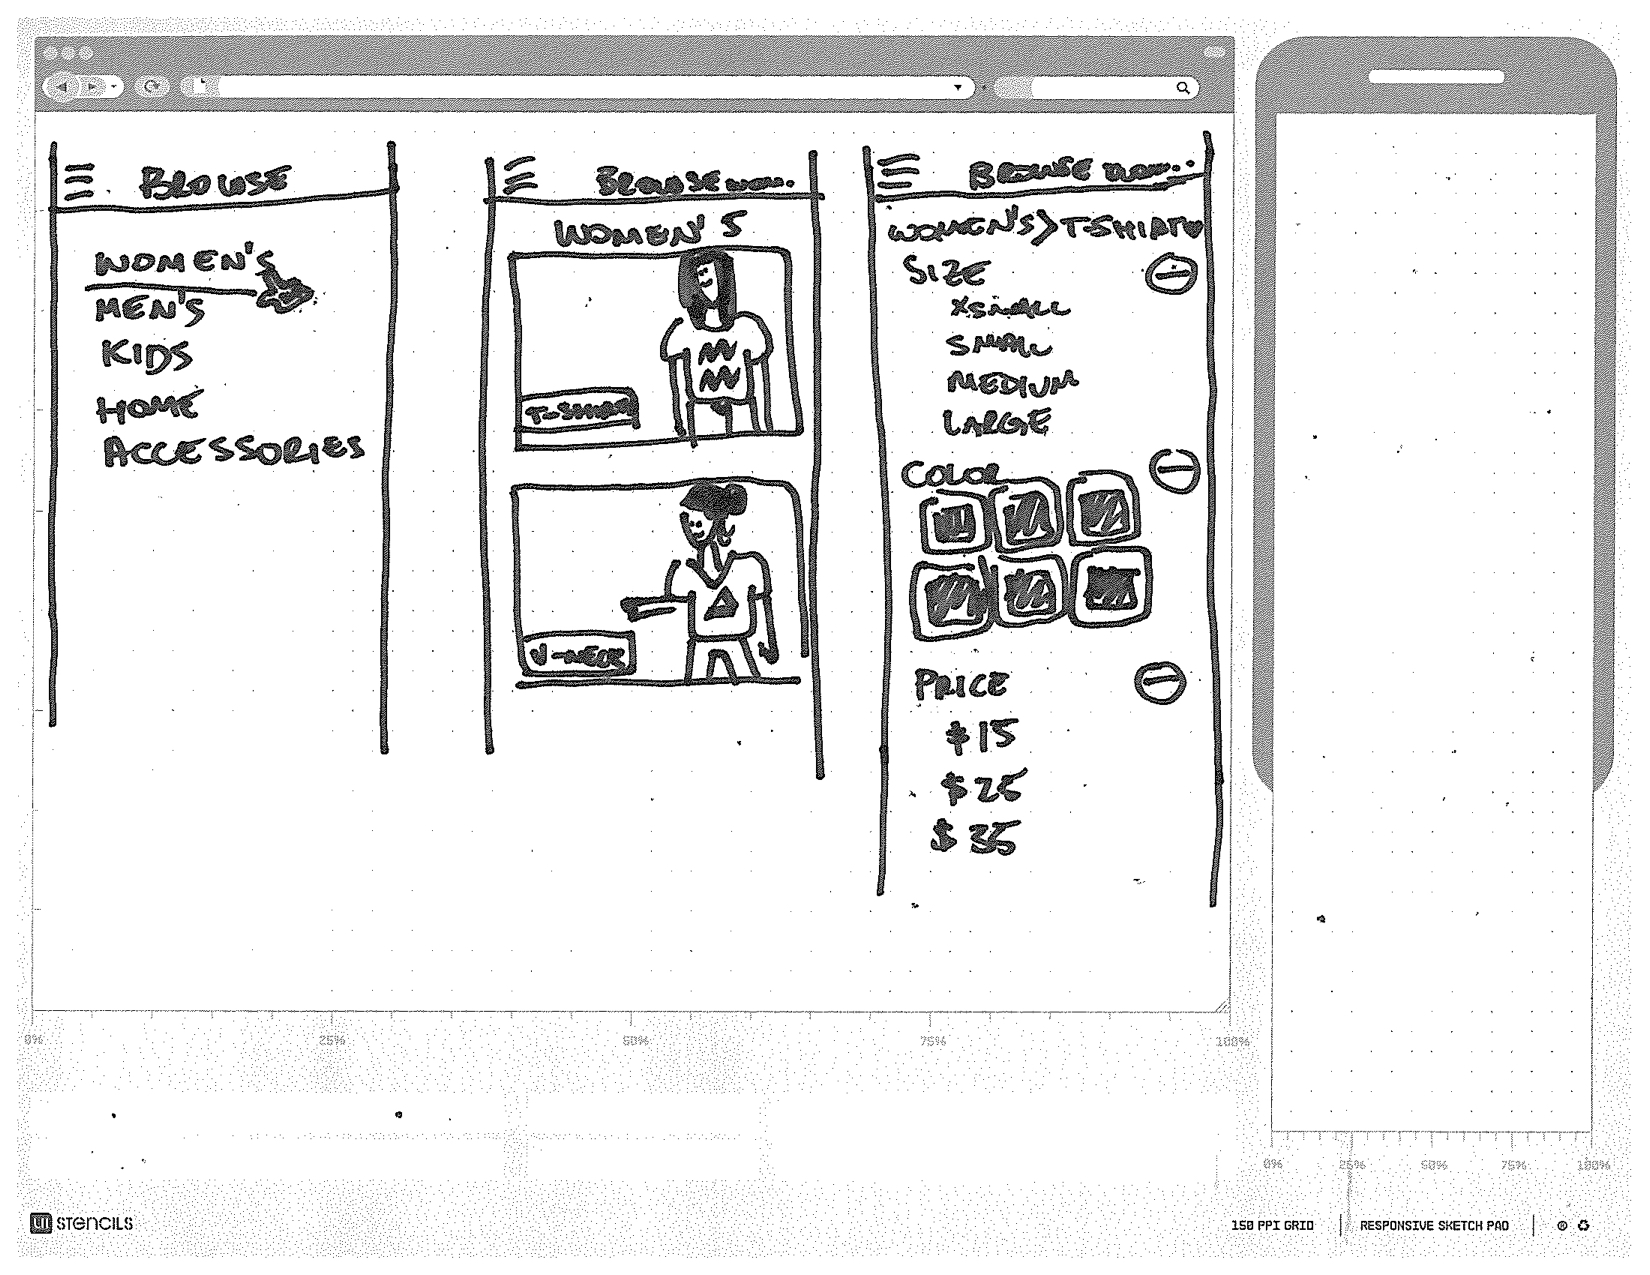 BROWSE
WOMEN'S
MEN'S
KIDS
HOME
ACCESSORIES
BROWSE WOM..
WOMEN'S
T-SHIRT
V-NECK
BROWSE WOM...
WOMEN'S > T-SHIRT
SIZE
XSMALL
SMALL
MEDIUM
LARGE
COLOR
PRICE
$15
$25
$35
0% 25% 50% 75% 100%
0% 25% 50% 75% 100%
UI STENCILS
150 PPI GRID | RESPONSIVE SKETCH PAD |